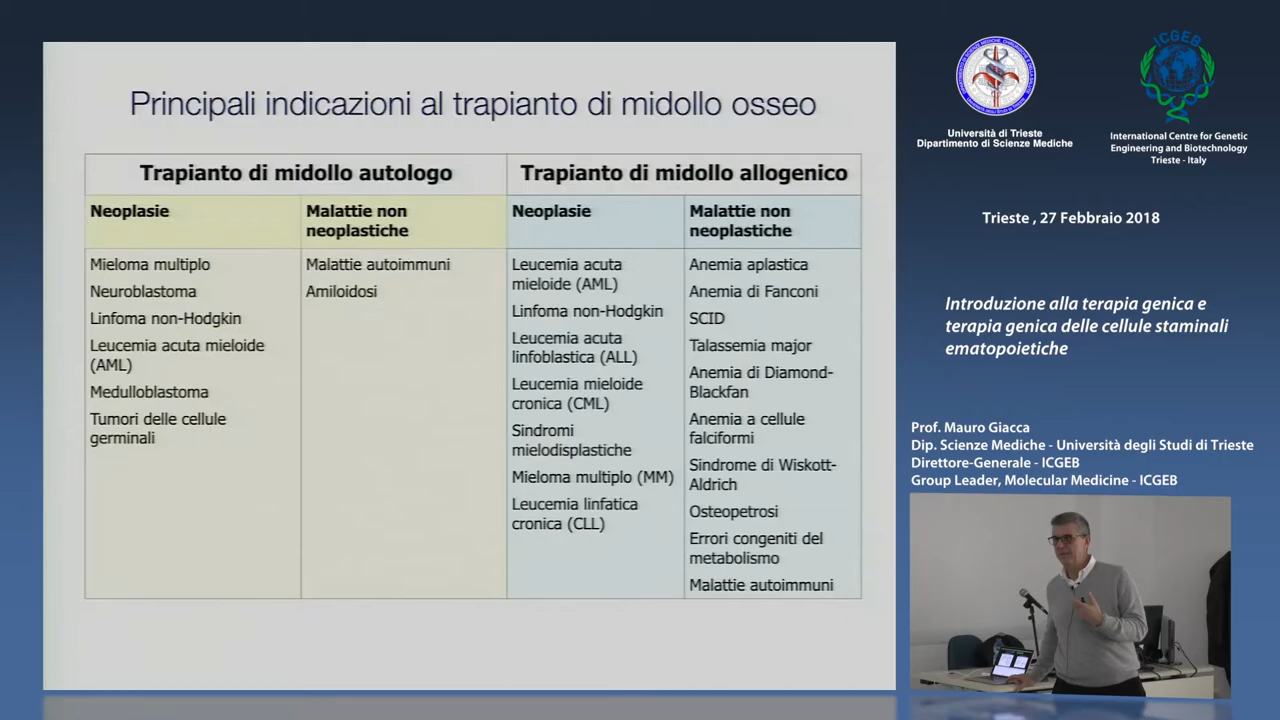 Principali indicazioni al trapianto di midollo osseo
Trapianto di midollo autologo
Trapianto di midollo allogenico
Neoplasie
Malattie non
neoplastiche
Neoplasie
Malattie non
neoplastiche
Mieloma multiplo
Neuroblastoma
Linfoma non-Hodgkin
Leucemia acuta mieloide
(AML)
Medulloblastoma
Tumori delle cellule
germinali
Malattie autoimmuni
Amiloidosi
Leucemia acuta
mieloide (AML)
Linfoma non-Hodgkin
Leucemia acuta
linfoblastica (ALL)
Leucemia mieloide
cronica (CML)
Sindromi
mielodisplastiche
Mieloma multiplo (MM)
Leucemia linfatica
cronica (CLL)
Anemia aplastica
Anemia di Fanconi
SCID
Talassemia major
Anemia di Diamond-
Blackfan
Anemia a cellule
falciformi
Sindrome di Wiskott-
Aldrich
Osteopetrosi
Errori congeniti del
metabolismo
Malattie autoimmuni
Università di Trieste
Dipartimento di Scienze Mediche
ICGEB
International Centre for Genetic
Engineering and Biotechnology
Trieste - Italy
Trieste , 27 Febbraio 2018
Introduzione alla terapia genica e
terapia genica delle cellule staminali
ematopoietiche
Prof. Mauro Giacca
Dip. Scienze Mediche - Università degli Studi di Trieste
Direttore-Generale - ICGEB
Group Leader, Molecular Medicine - ICGEB